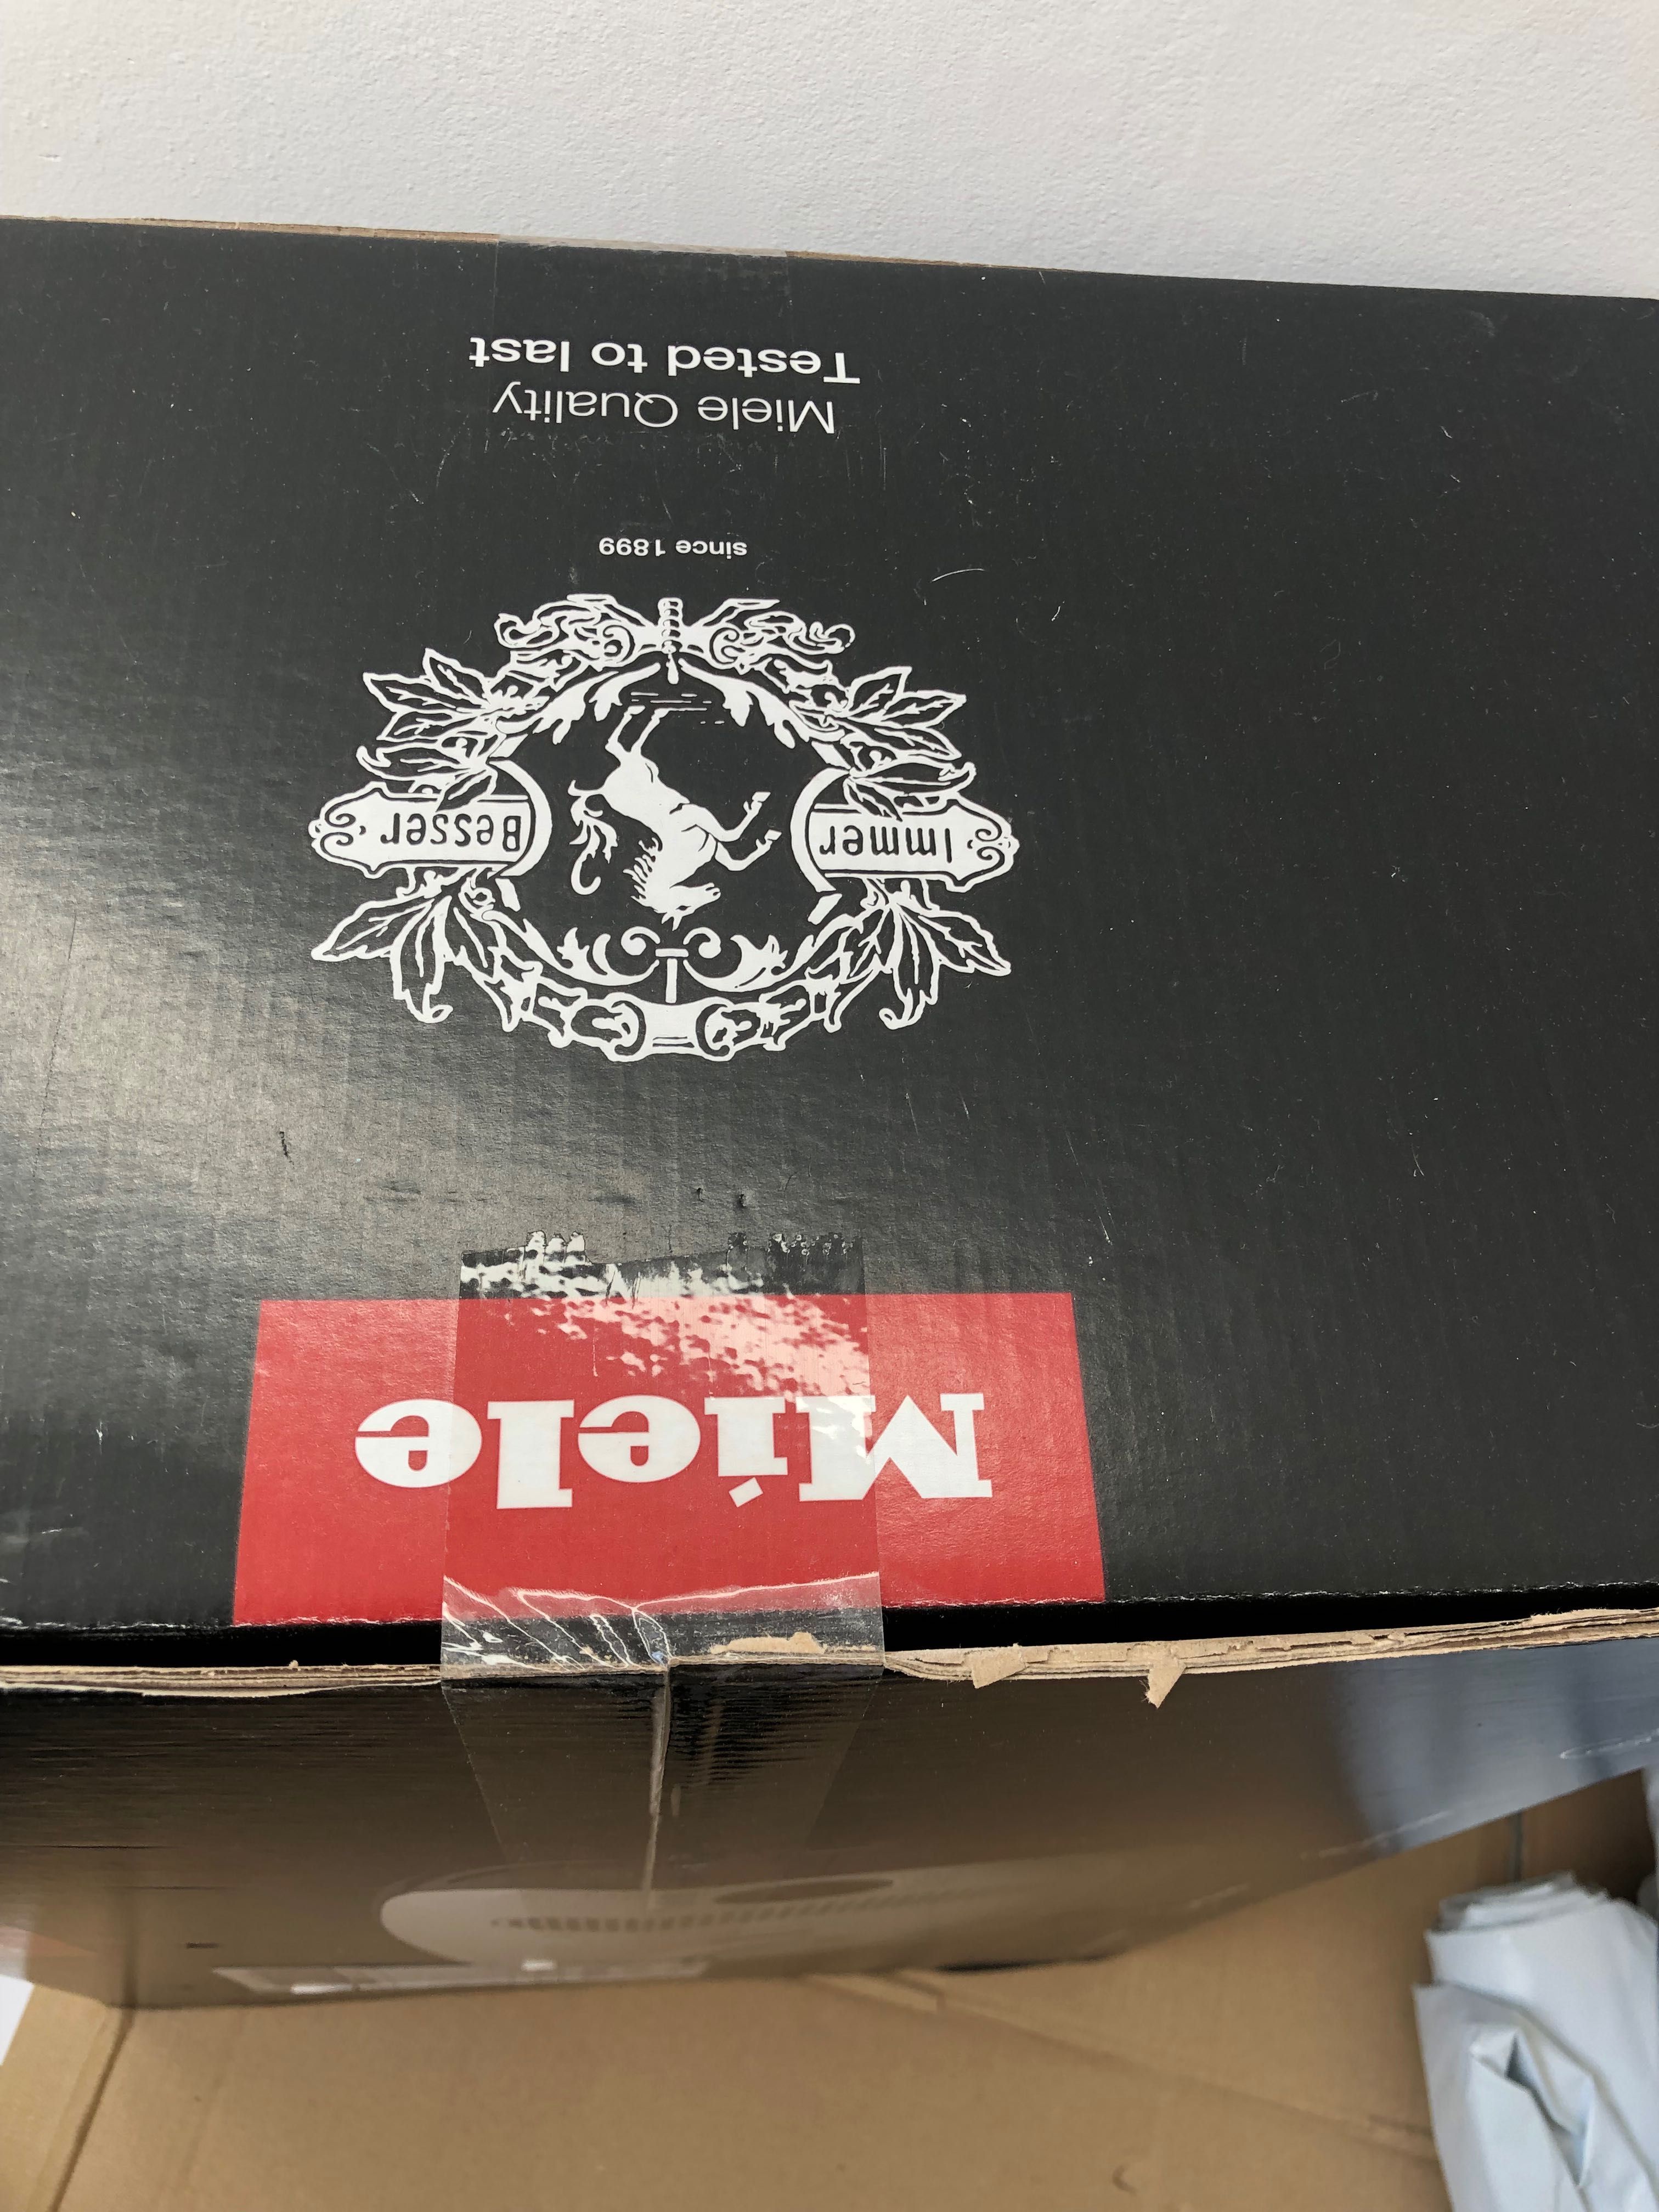 Miele
Immer Besser
since 1899
Miele Quality
Tested to last